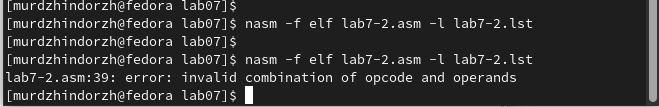 [murdzhindorzh@fedora lab07]$
[murdzhindorzh@fedora lab07]$ nasm -f elf lab7-2.asm -l lab7-2.lst
[murdzhindorzh@fedora lab07]$
[murdzhindorzh@fedora lab07]$ nasm -f elf lab7-2.asm -l lab7-2.lst
lab7-2.asm:39: error: invalid combination of opcode and operands
[murdzhindorzh@fedora lab07]$